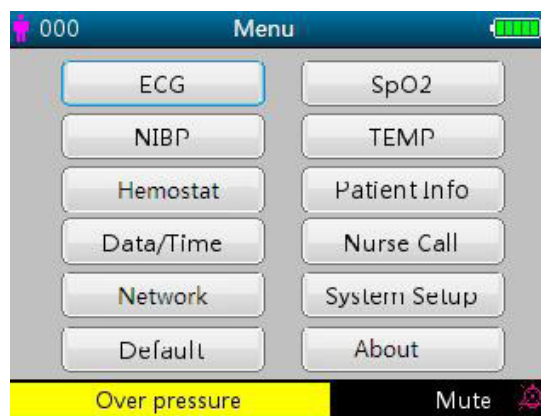 000 Menu
ECG SpO2
NIBP TEMP
Hemostat Patient Info
Data/Time Nurse Call
Network System Setup
Default About
Over pressure Mute